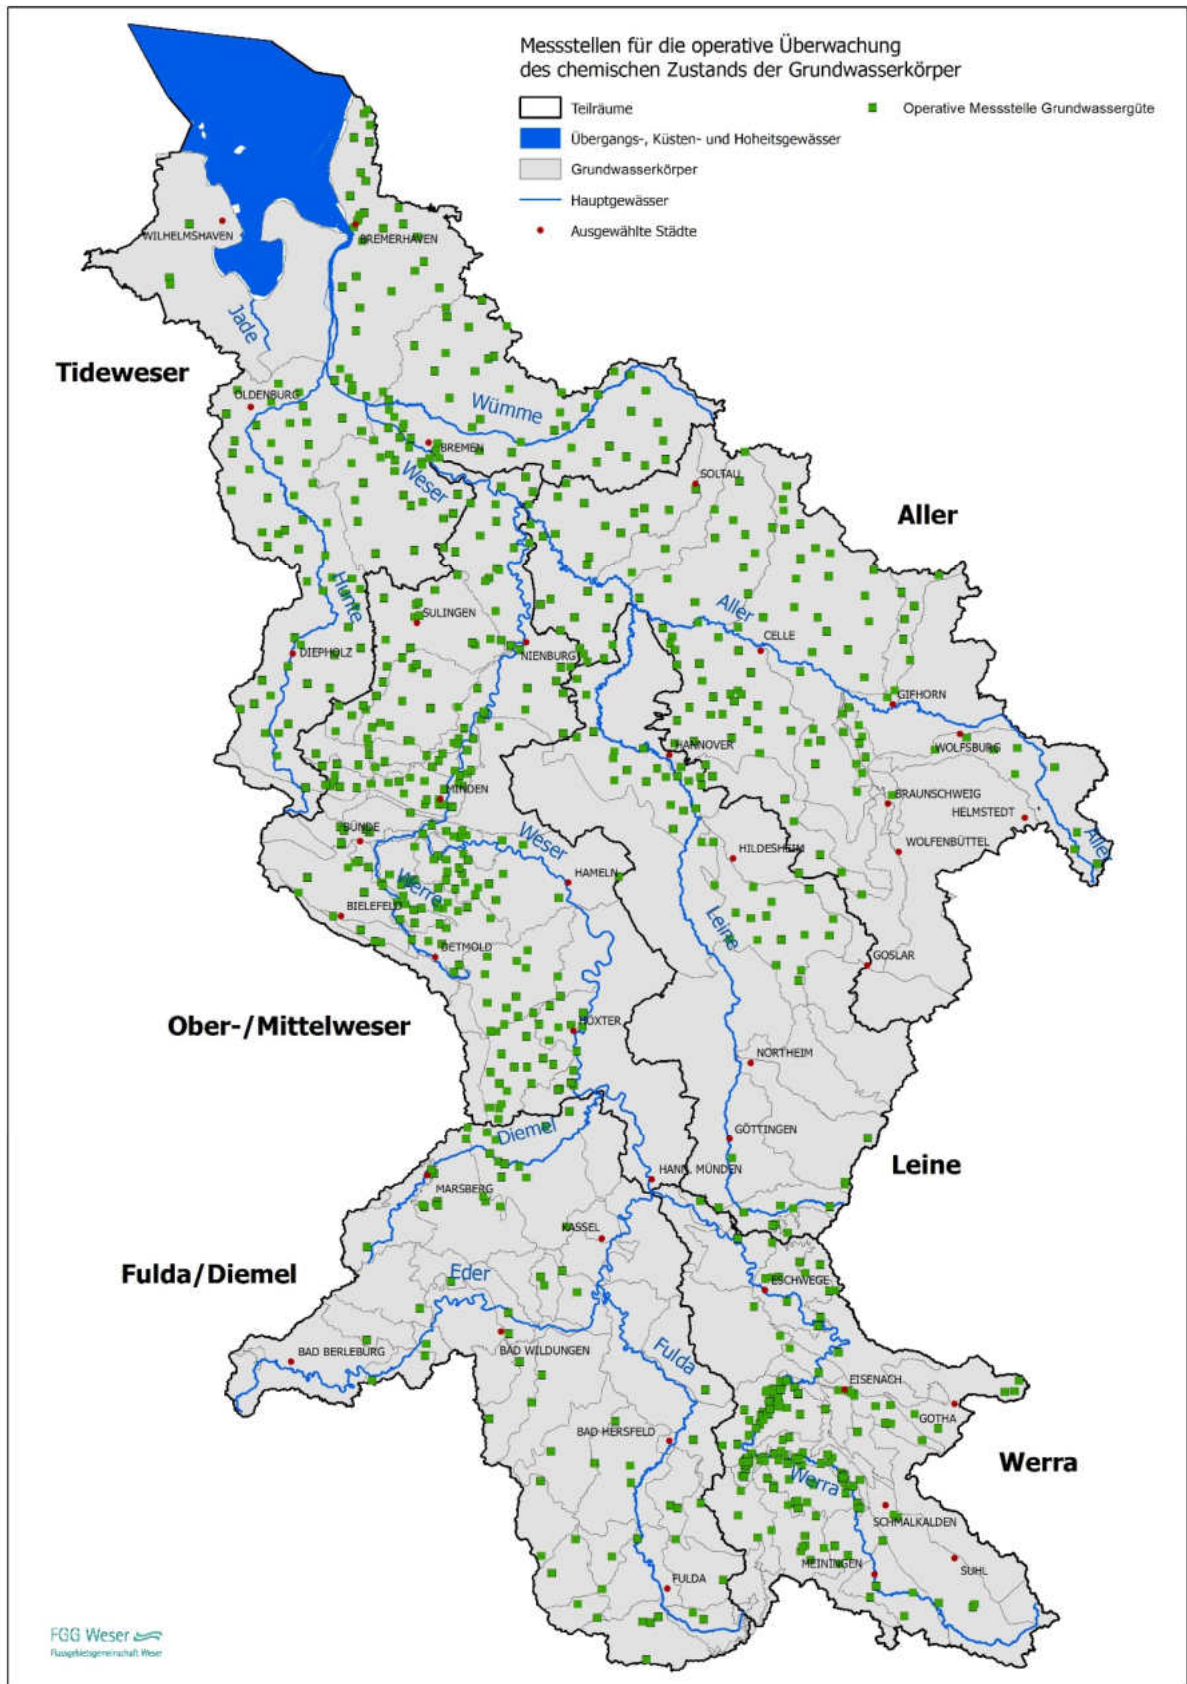 Messstellen für die operative Überwachung
des chemischen Zustands der Grundwasserkörper
Teilräume
Operative Messstelle Grundwassergüte
Übergangs-, Küsten- und Hoheitsgewässer
Grundwasserkörper
Hauptgewässer
Ausgewählte Städte
WILHELMSHAVEN
BREMERHAVEN
Jade
Tideweser
OLDENBURG
Wümme
BREMEN
Weser
SOLTAU
Aller
Hunte
SULINGEN
Aller
CELLE
DIEPHOLZ
NIENBURG
GIFHORN
HANNOVER
WOLFSBURG
MINDEN
BRAUNSCHWEIG
HELMSTEDT
BÜNDE
Weser
HILDESHEIM
WOLFENBÜTTEL
Aller
Werre
HAMELN
BIELEFELD
Leine
DETMOLD
GOSLAR
Ober-/Mittelweser
HÖXTER
NORTHEIM
Diemel
GÖTTINGEN
Leine
MARSBERG
HANN. MÜNDEN
KASSEL
Fulda/Diemel
Eder
ESCHWEGE
BAD BERLEBURG
BAD WILDUNGEN
Fulda
EISENACH
GOTHA
BAD HERSFELD
Werra
Werra
SCHMALKALDEN
MEININGEN
SUHL
FULDA
FGG Weser
Flussgebietsgemeinschaft Weser